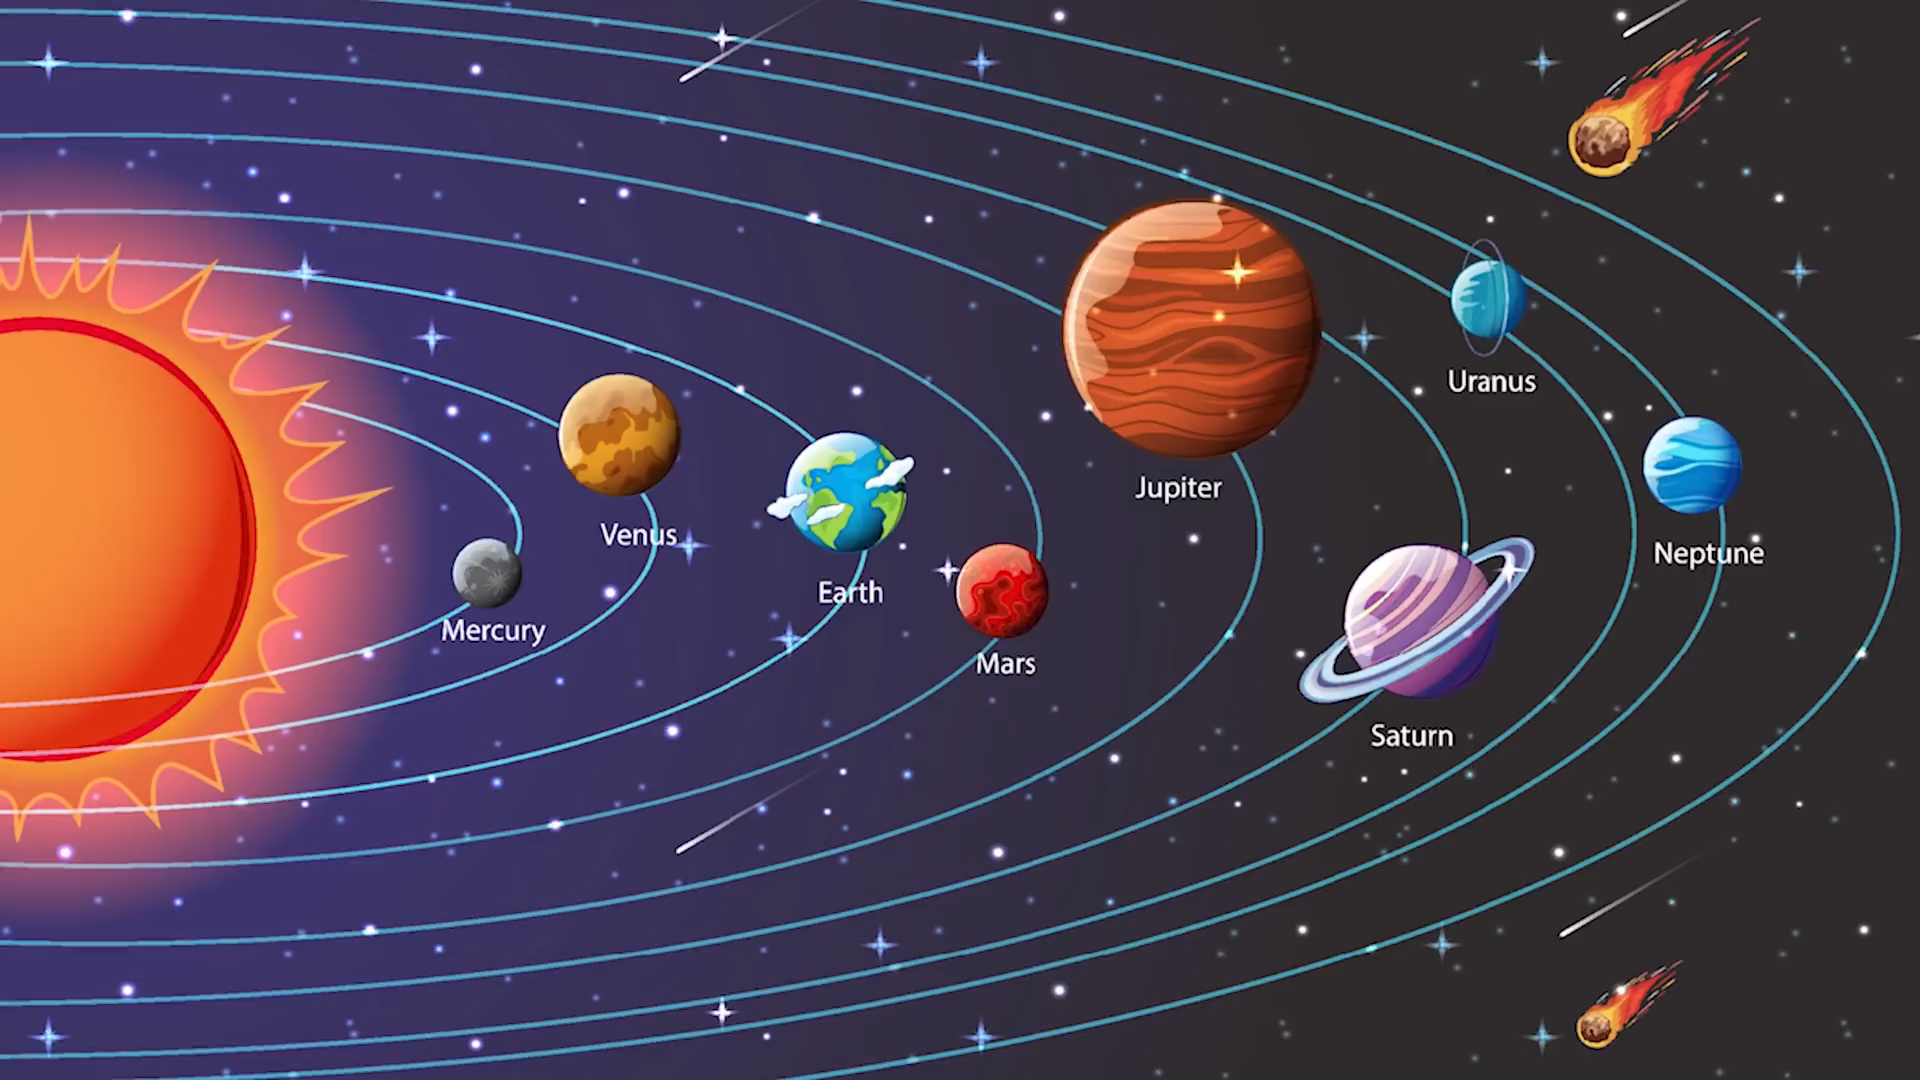 Mercury
Venus
Earth
Mars
Jupiter
Saturn
Uranus
Neptune